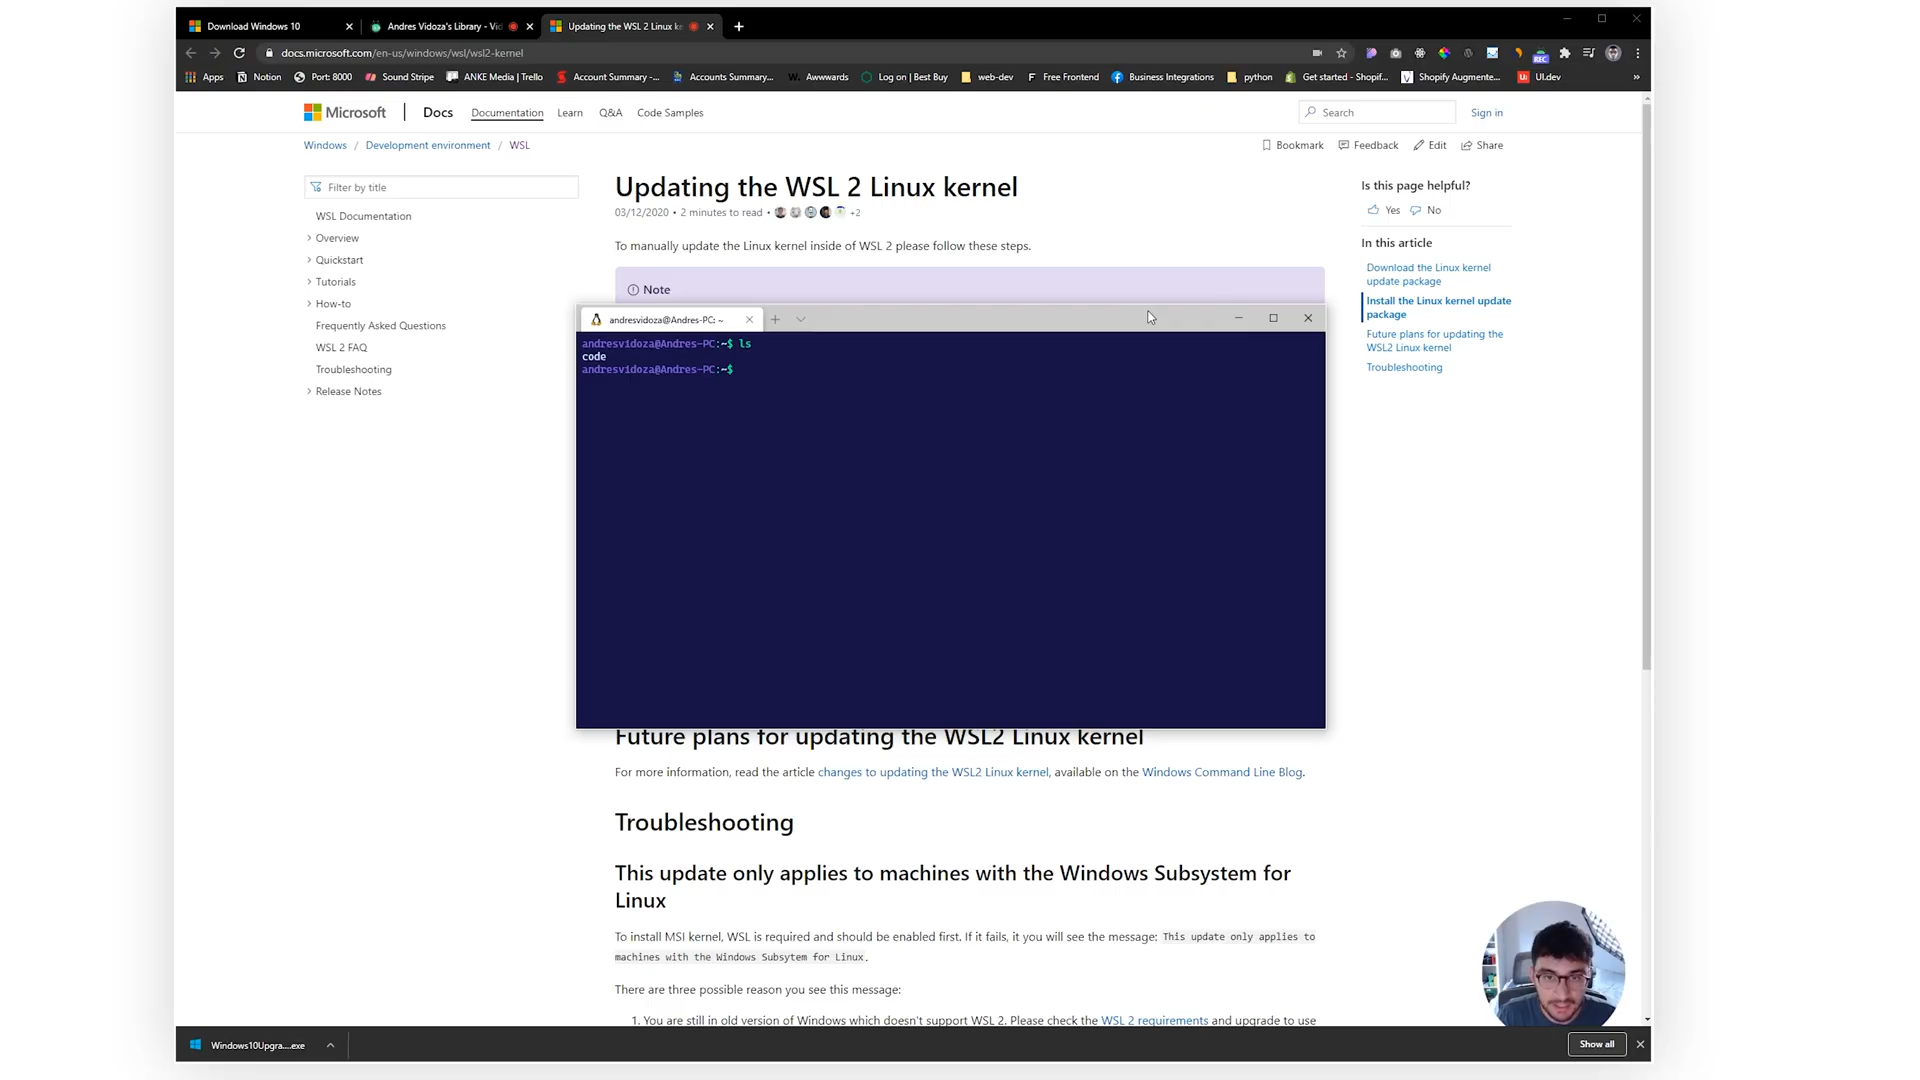 Download Windows 10
Andres Vidoza's Library - Vid
Updating the WSL 2 Linux ke
docs.microsoft.com/en-us/windows/wsl/wsl2-kernel
REC
Apps
Notion
Port: 8000
Sound Stripe
ANKE Media | Trello
Account Summary -...
Accounts Summary...
Awwwards
Log on | Best Buy
web-dev
Free Frontend
Business Integrations
python
Get started - Shopif...
Shopify Augmente...
UI.dev
»
Microsoft
Docs
Documentation
Learn
Q&A
Code Samples
Search
Sign in
Windows / Development environment / WSL
Bookmark
Feedback
Edit
Share
Filter by title
WSL Documentation
Overview
Quickstart
Tutorials
How-to
Frequently Asked Questions
WSL 2 FAQ
Troubleshooting
Release Notes
Updating the WSL 2 Linux kernel
03/12/2020 • 2 minutes to read • +2
To manually update the Linux kernel inside of WSL 2 please follow these steps.
Note
andresvidoza@Andres-PC: ~
andresvidoza@Andres-PC:~$ ls
code
andresvidoza@Andres-PC:~$
Future plans for updating the WSL2 Linux kernel
For more information, read the article changes to updating the WSL2 Linux kernel, available on the Windows Command Line Blog.
Troubleshooting
This update only applies to machines with the Windows Subsystem for
Linux
To install MSI kernel, WSL is required and should be enabled first. If it fails, it you will see the message: This update only applies to
machines with the Windows Subsytem for Linux.
There are three possible reason you see this message:
1. You are still in old version of Windows which doesn't support WSL 2. Please check the WSL 2 requirements and upgrade to use
Is this page helpful?
Yes
No
In this article
Download the Linux kernel
update package
Install the Linux kernel update
package
Future plans for updating the
WSL2 Linux kernel
Troubleshooting
Windows10Upgra....exe
Show all